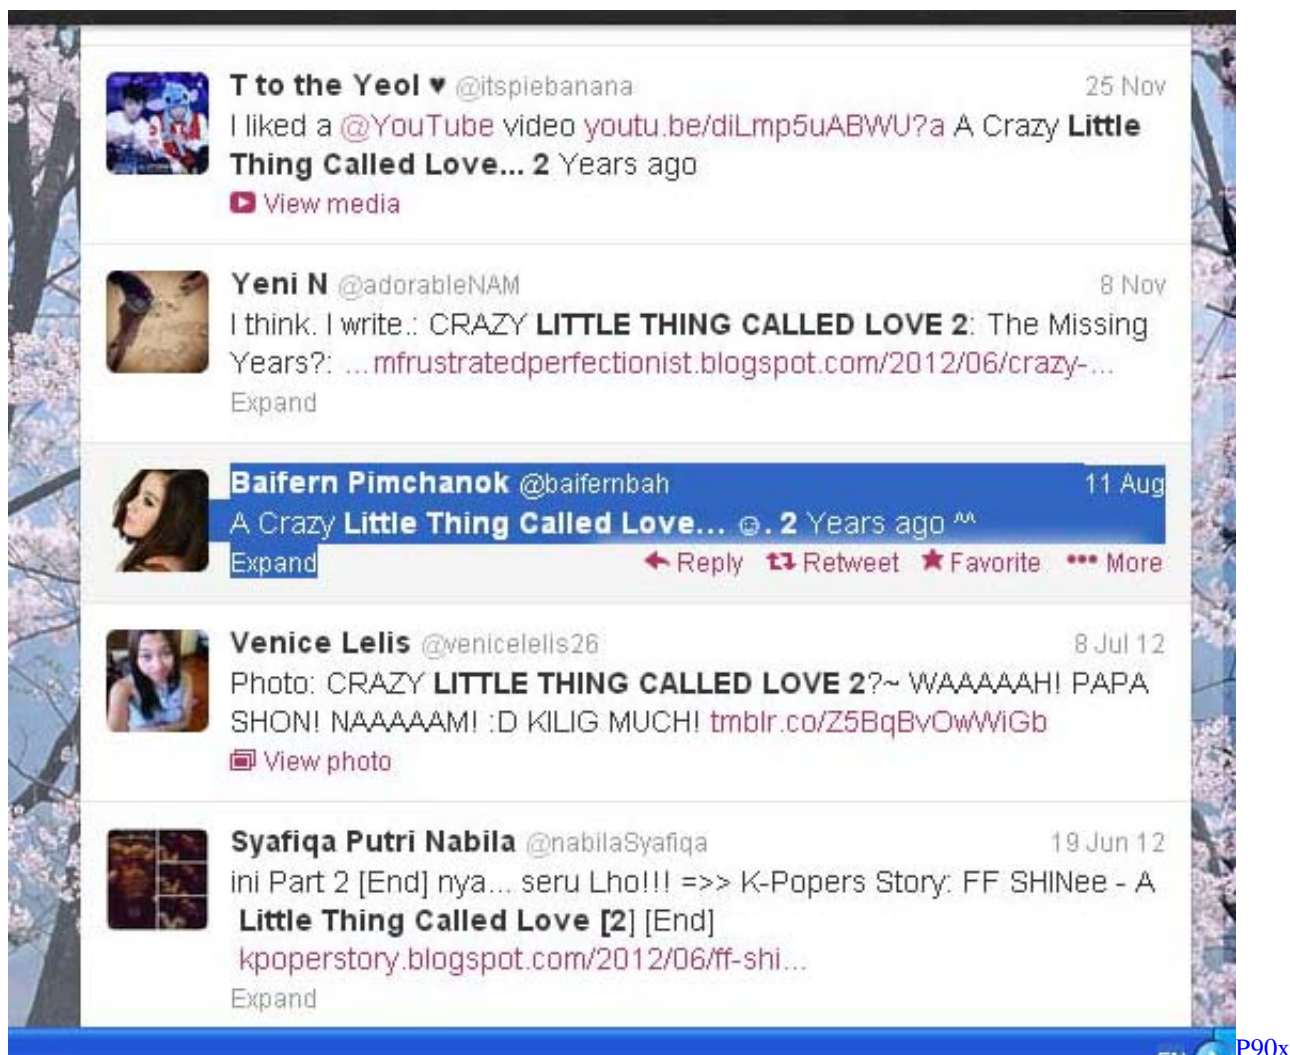 T to the Yeol ♥ @itspiebanana 25 Nov
I liked a @YouTube video youtu.be/diLmp5uABWU?a A Crazy Little
Thing Called Love... 2 Years ago
View media
Yeni N @adorableNAM 8 Nov
I think. I write.: CRAZY LITTLE THING CALLED LOVE 2: The Missing
Years?: ...mfrustratedperfectionist.blogspot.com/2012/06/crazy-...
Expand
Baifern Pimchanok @baifernbah 11 Aug
A Crazy Little Thing Called Love... ☺. 2 Years ago ^^
Expand Reply Retweet Favorite More
Venice Lelis @venicelelis26 8 Jul 12
Photo: CRAZY LITTLE THING CALLED LOVE 2?~ WAAAAAH! PAPA
SHON! NAAAAAM! :D KILIG MUCH! tmblr.co/Z5BqBvOwWiGb
View photo
Syafiqa Putri Nabila @nabilaSyafiqa 19 Jun 12
ini Part 2 [End] nya... seru Lho!!! =>> K-Popers Story: FF SHINee - A
Little Thing Called Love [2] [End]
kpoperstory.blogspot.com/2012/06/ff-shi...
Expand
P90x